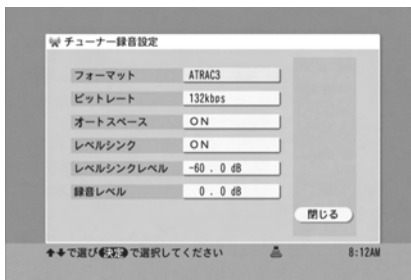 チューナー録音設定
フォーマット ATRAC3
ビットレート 132kbps
オートスペース ON
レベルシンク ON
レベルシンクレベル -60 . 0 dB
録音レベル 0 . 0 dB
閉じる
↑↓で選び決定で選択してください 8:12AM